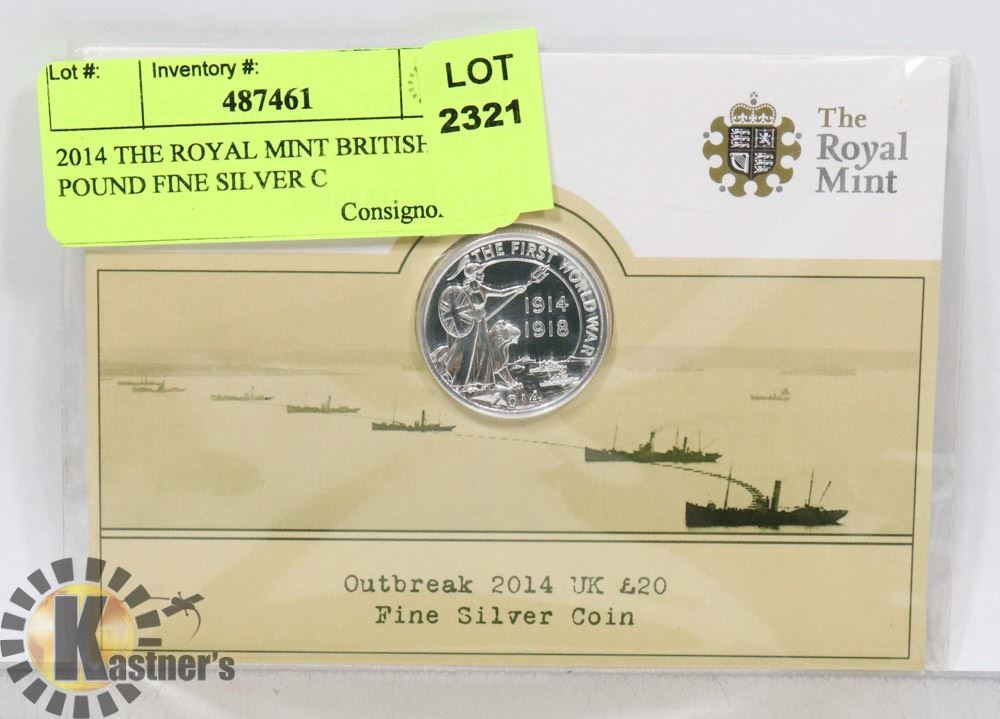 Lot #:
Inventory #:
487461
LOT
2321
2014 THE ROYAL MINT BRITISH
POUND FINE SILVER C
Consigno
The
Royal
Mint
THE FIRST WORLD WAR
1914
1918
2014
Outbreak 2014 UK £20
Fine Silver Coin
Kastner's